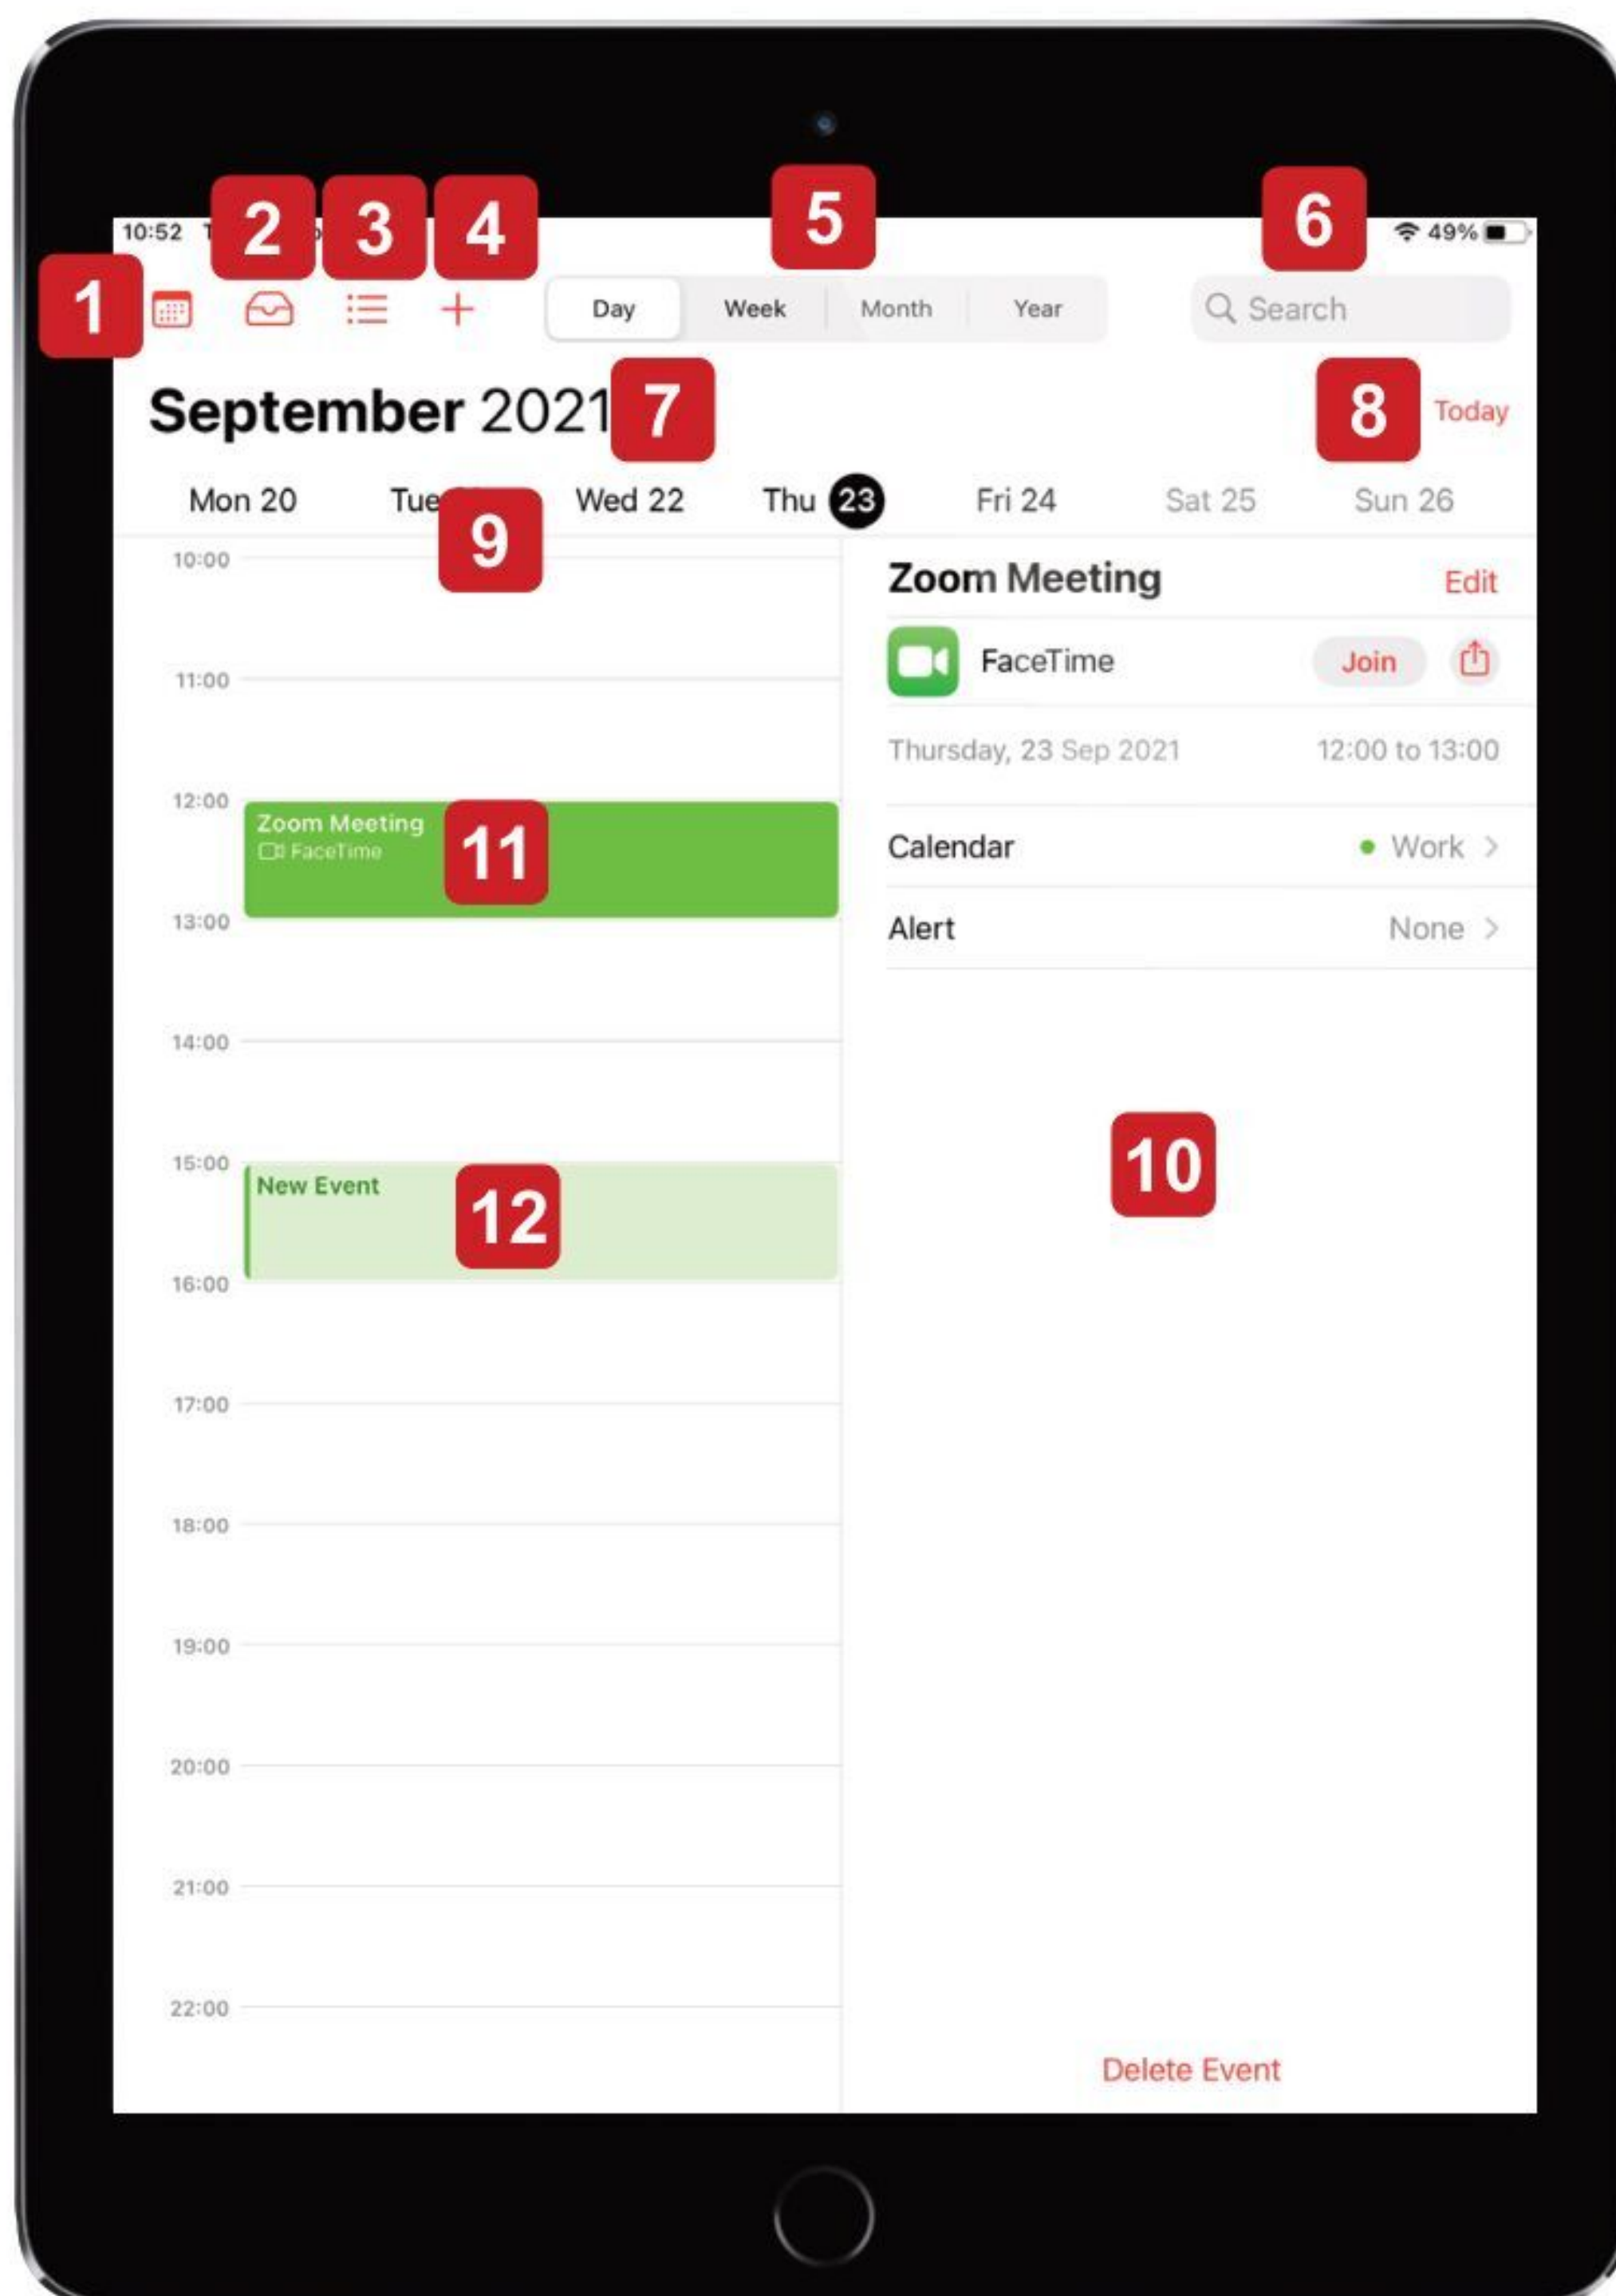 2 3 4 5 6
10:52 49%
1
Day Week Month Year Search
September 2021 7 8 Today
Mon 20 Tue Wed 22 Thu 23 Fri 24 Sat 25 Sun 26
9
10:00
Zoom Meeting Edit
FaceTime Join
11:00
Thursday, 23 Sep 2021 12:00 to 13:00
12:00
Zoom Meeting
FaceTime
11
Calendar Work
13:00
Alert None
14:00
10
15:00
New Event
12
16:00
17:00
18:00
19:00
20:00
21:00
22:00
Delete Event